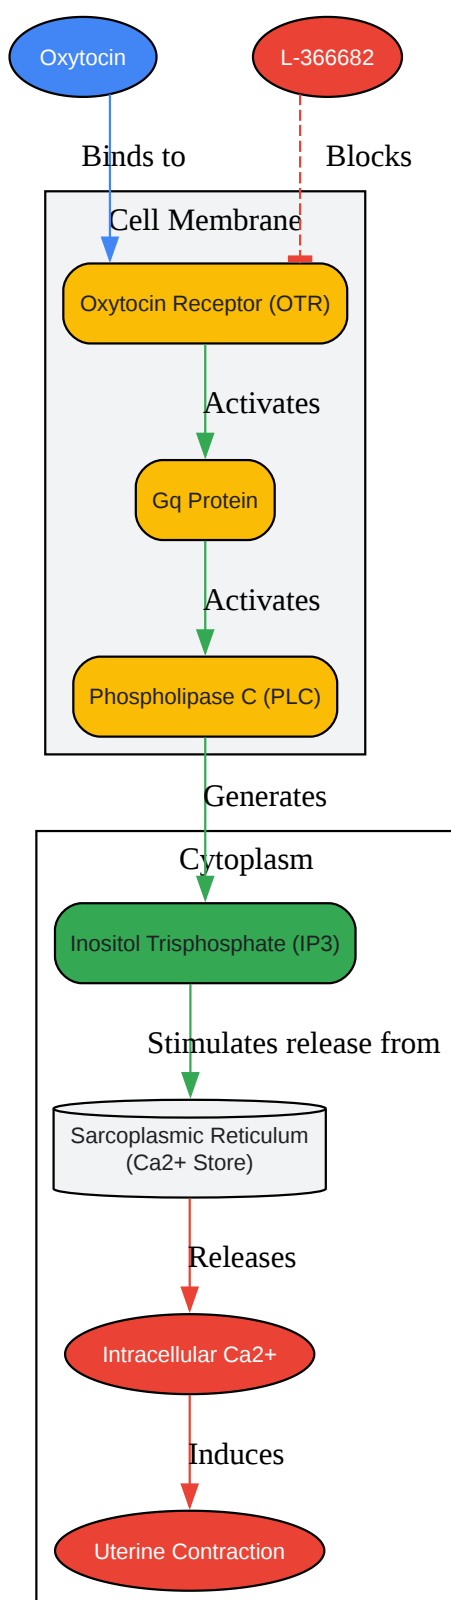 Oxytocin
L-366682
Binds to
Blocks
Cell Membrane
Oxytocin Receptor (OTR)
Activates
Gq Protein
Activates
Phospholipase C (PLC)
Generates
Cytoplasm
Inositol Trisphosphate (IP3)
Stimulates release from
Sarcoplasmic Reticulum
(Ca2+ Store)
Releases
Intracellular Ca2+
Induces
Uterine Contraction